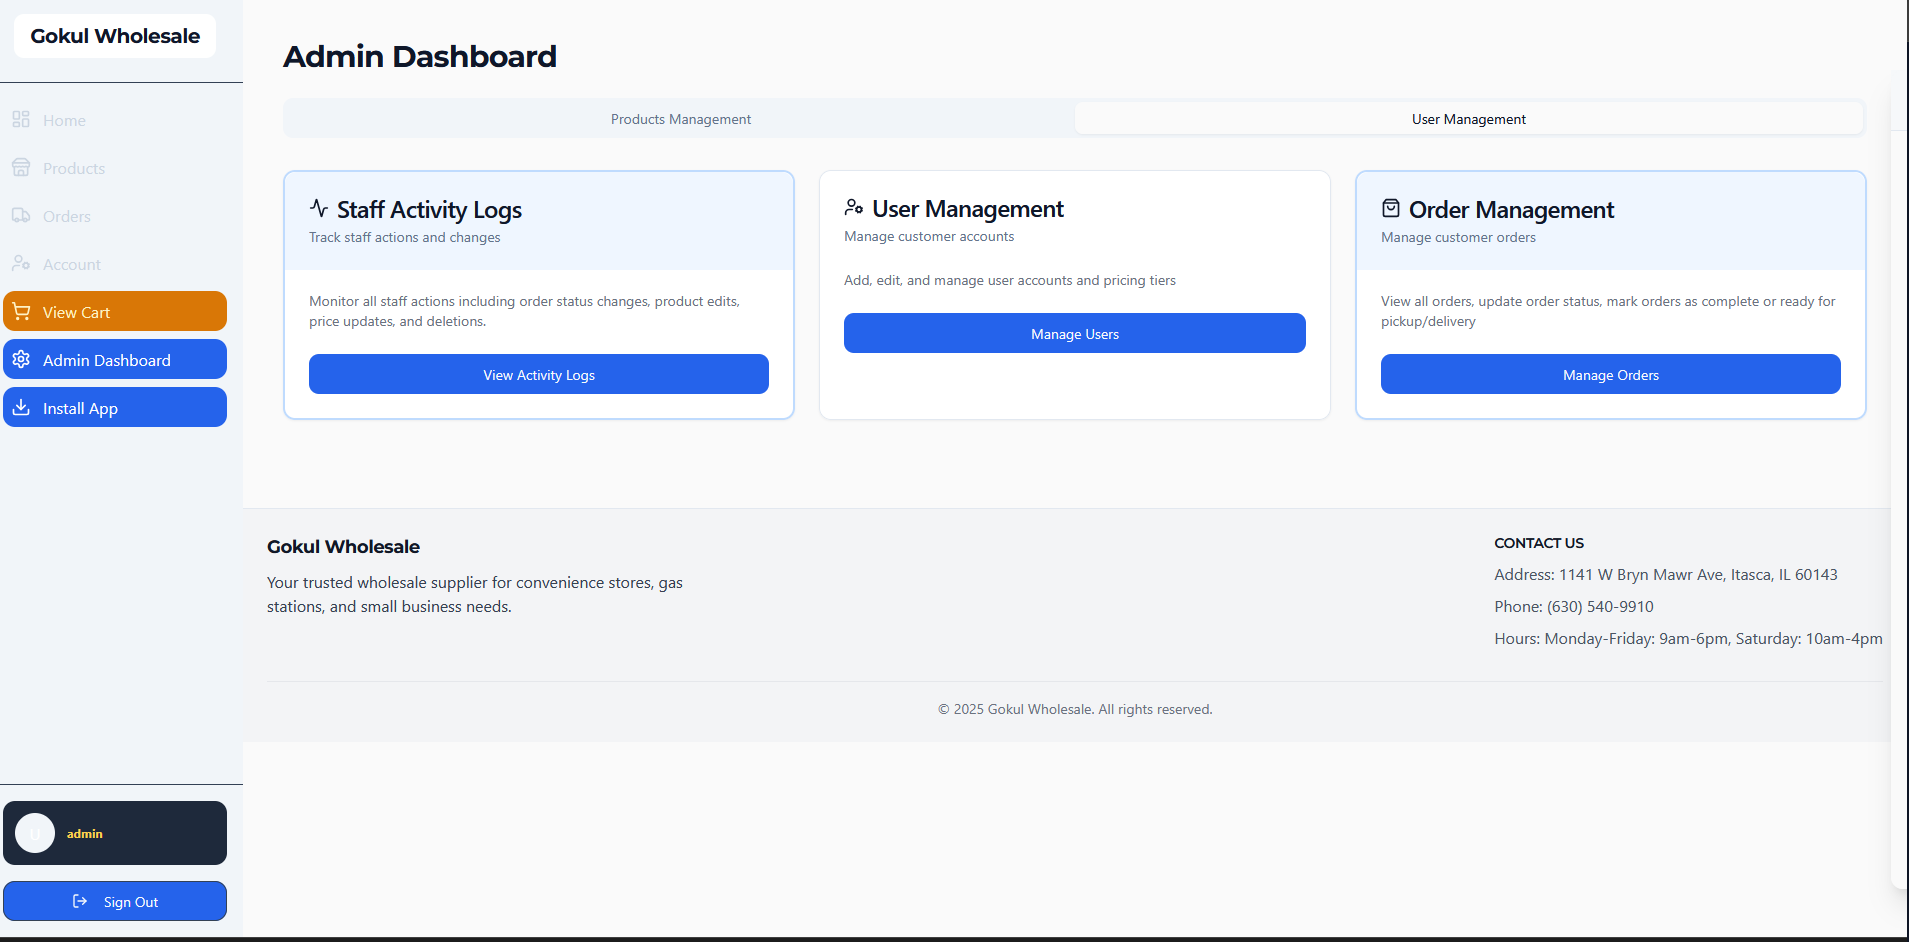 Gokul Wholesale
Home
Products
Orders
Account
View Cart
Admin Dashboard
Install App
U
admin
Sign Out
Admin Dashboard
Products Management
User Management
Staff Activity Logs
Track staff actions and changes
Monitor all staff actions including order status changes, product edits,
price updates, and deletions.
View Activity Logs
User Management
Manage customer accounts
Add, edit, and manage user accounts and pricing tiers
Manage Users
Order Management
Manage customer orders
View all orders, update order status, mark orders as complete or ready for
pickup/delivery
Manage Orders
Gokul Wholesale
Your trusted wholesale supplier for convenience stores, gas
stations, and small business needs.
CONTACT US
Address: 1141 W Bryn Mawr Ave, Itasca, IL 60143
Phone: (630) 540-9910
Hours: Monday-Friday: 9am-6pm, Saturday: 10am-4pm
© 2025 Gokul Wholesale. All rights reserved.